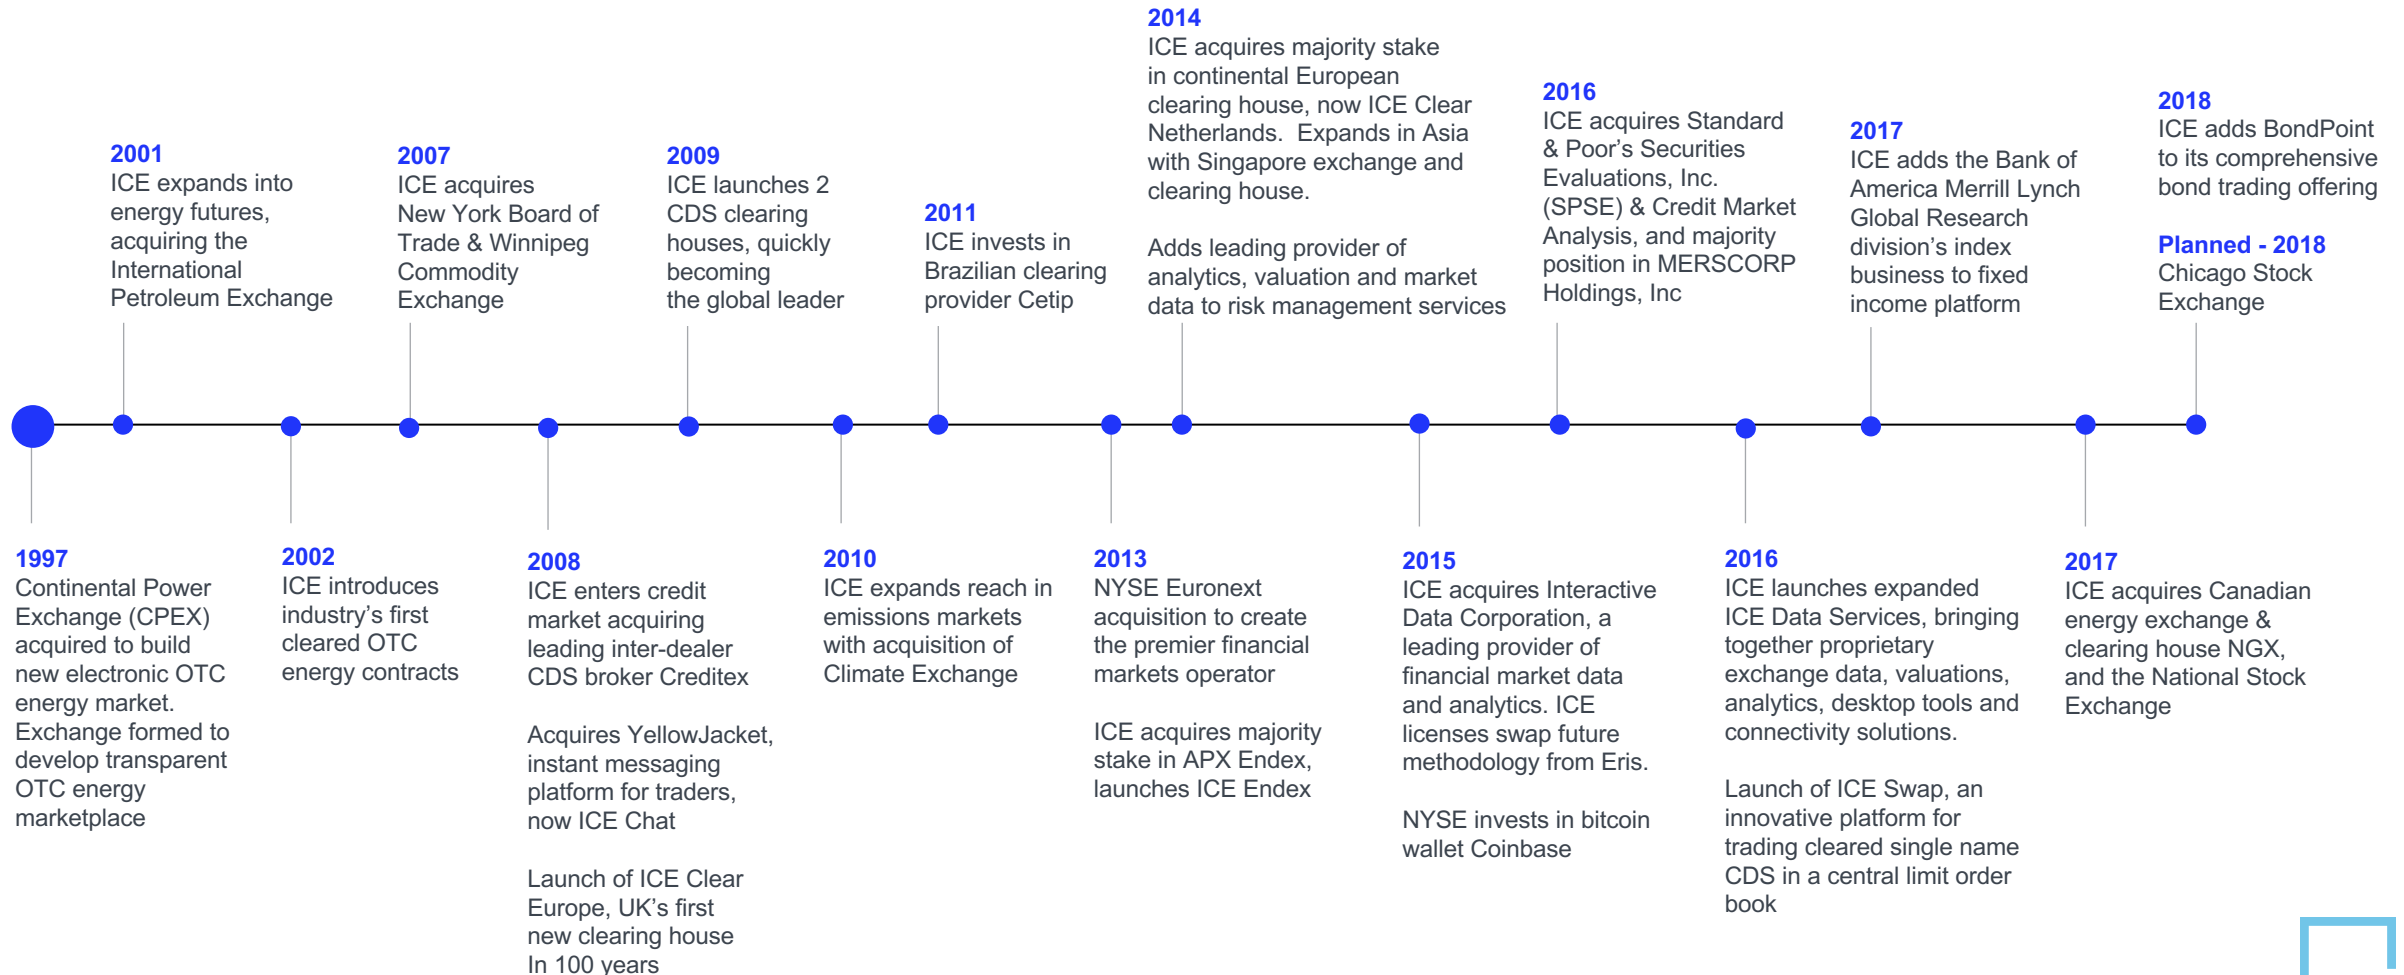 2001
ICE expands into
energy futures,
acquiring the
International
Petroleum Exchange
2007
ICE acquires
New York Board of
Trade & Winnipeg
Commodity
Exchange
2009
ICE launches 2
CDS clearing
houses, quickly
becoming
the global leader
2011
ICE invests in
Brazilian clearing
provider Cetip
2014
ICE acquires majority stake
in continental European
clearing house, now ICE Clear
Netherlands.  Expands in Asia
with Singapore exchange and
clearing house.
Adds leading provider of
analytics, valuation and market
data to risk management services
2016
ICE acquires Standard
& Poor’s Securities
Evaluations, Inc.
(SPSE) & Credit Market
Analysis, and majority
position in MERSCORP
Holdings, Inc
2017
ICE adds the Bank of
America Merrill Lynch
Global Research
division’s index
business to fixed
income platform
2018
ICE adds BondPoint
to its comprehensive
bond trading offering
Planned - 2018
Chicago Stock
Exchange
1997
Continental Power
Exchange (CPEX)
acquired to build
new electronic OTC
energy market.
Exchange formed to
develop transparent
OTC energy
marketplace
2002
ICE introduces
industry’s first
cleared OTC
energy contracts
2008
ICE enters credit
market acquiring
leading inter-dealer
CDS broker Creditex
Acquires YellowJacket,
instant messaging
platform for traders,
now ICE Chat
Launch of ICE Clear
Europe, UK’s first
new clearing house
In 100 years
2010
ICE expands reach in
emissions markets
with acquisition of
Climate Exchange
2013
NYSE Euronext
acquisition to create
the premier financial
markets operator
ICE acquires majority
stake in APX Endex,
launches ICE Endex
2015
ICE acquires Interactive
Data Corporation, a
leading provider of
financial market data
and analytics. ICE
licenses swap future
methodology from Eris.
NYSE invests in bitcoin
wallet Coinbase
2016
ICE launches expanded
ICE Data Services, bringing
together proprietary
exchange data, valuations,
analytics, desktop tools and
connectivity solutions.
Launch of ICE Swap, an
innovative platform for
trading cleared single name
CDS in a central limit order
book
2017
ICE acquires Canadian
energy exchange &
clearing house NGX,
and the National Stock
Exchange